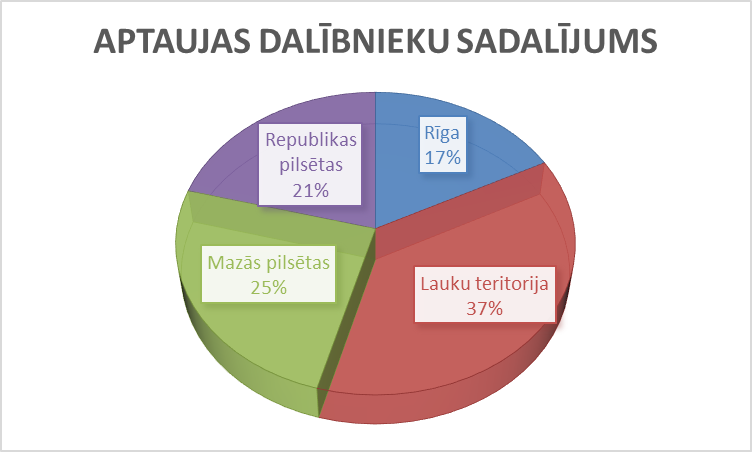 APTAUJAS DALĪBNIEKU SADALĪJUMS
Rīga
17%
Republikas
pilsētas
21%
Mazās pilsētas
25%
Lauku teritorija
37%